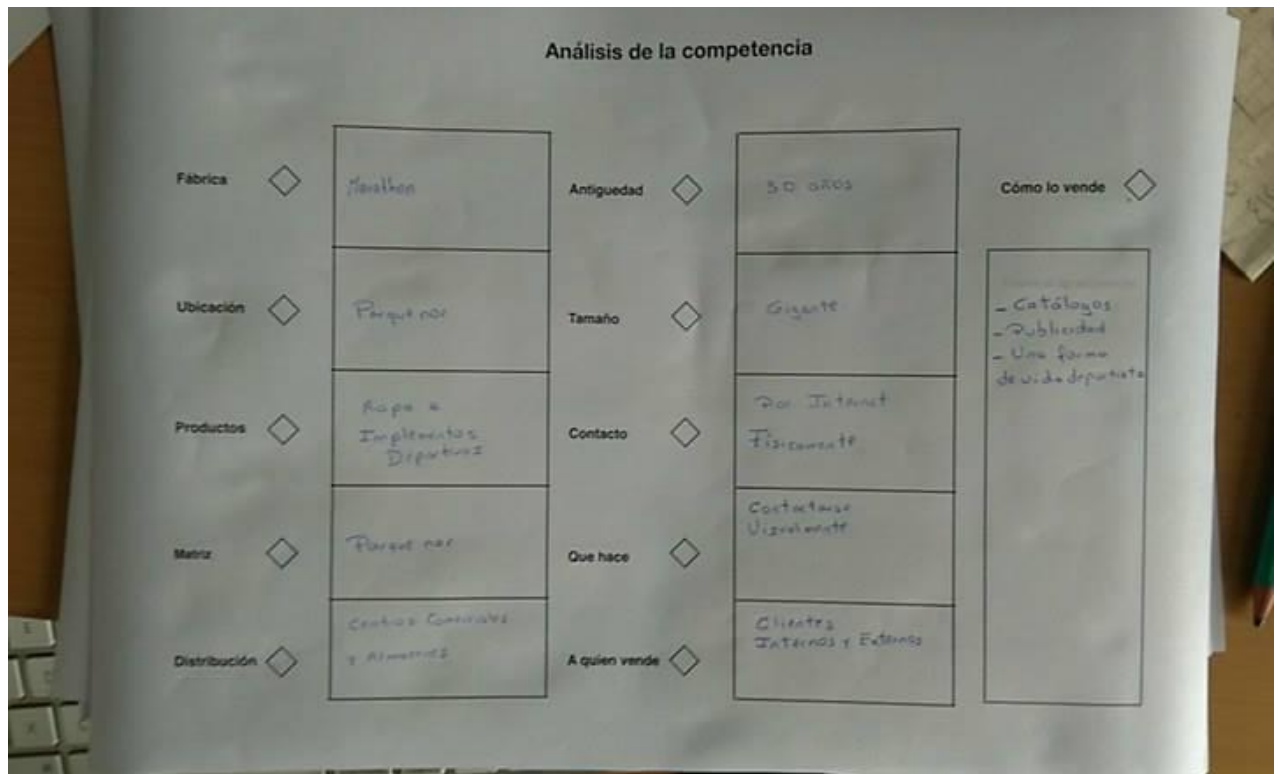 Análisis de la competencia
Fábrica
Marathon
Antiguedad
30 años
Cómo lo vende
- Catálogos
- Publicidad
- Una forma
de vida deportista
Ubicación
Parque nor
Tamaño
Gigante
Productos
Ropa e
Implementos
Deportivos
Contacto
Por Internet
Físicamente
Matriz
Parque nor
Que hace
Contactarse
Visualmente
Distribución
Centros Comerciales
y Almacenes
A quien vende
Clientes
Internos y Externos